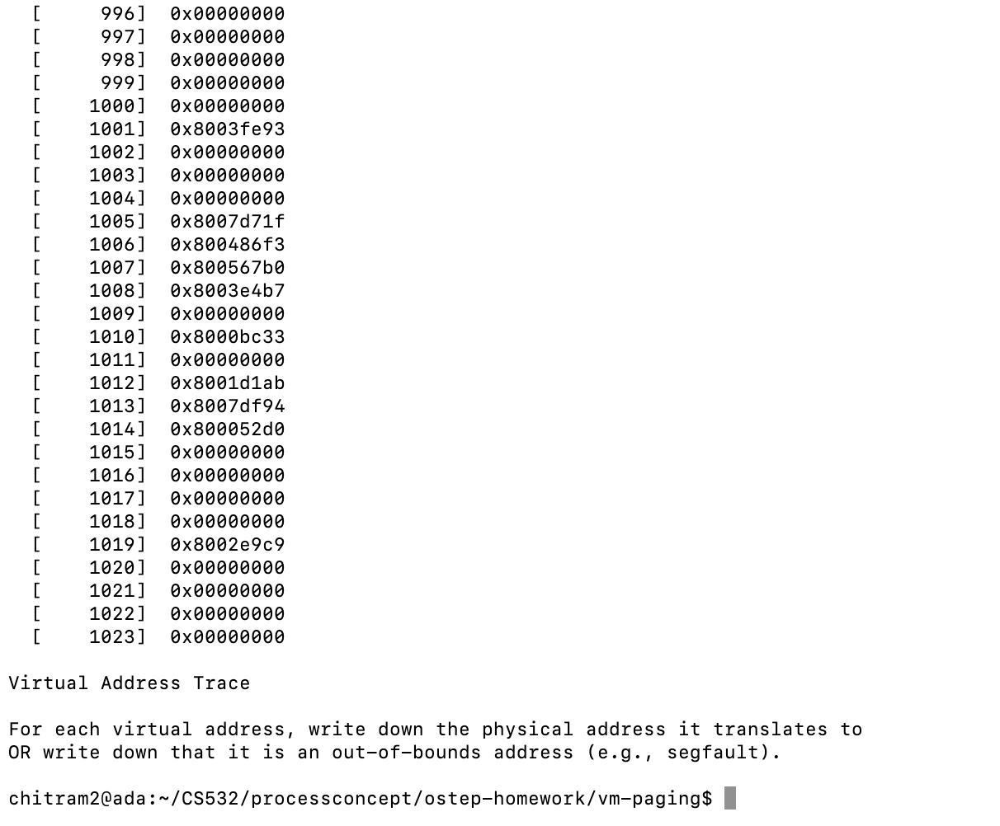 [       996]  0x00000000
[       997]  0x00000000
[       998]  0x00000000
[       999]  0x00000000
[      1000]  0x00000000
[      1001]  0x8003fe93
[      1002]  0x00000000
[      1003]  0x00000000
[      1004]  0x00000000
[      1005]  0x8007d71f
[      1006]  0x800486f3
[      1007]  0x800567b0
[      1008]  0x8003e4b7
[      1009]  0x00000000
[      1010]  0x8000bc33
[      1011]  0x00000000
[      1012]  0x8001d1ab
[      1013]  0x8007df94
[      1014]  0x800052d0
[      1015]  0x00000000
[      1016]  0x00000000
[      1017]  0x00000000
[      1018]  0x00000000
[      1019]  0x8002e9c9
[      1020]  0x00000000
[      1021]  0x00000000
[      1022]  0x00000000
[      1023]  0x00000000
Virtual Address Trace
For each virtual address, write down the physical address it translates to
OR write down that it is an out-of-bounds address (e.g., segfault).
chitram2@ada:~/CS532/processconcept/ostep-homework/vm-paging$